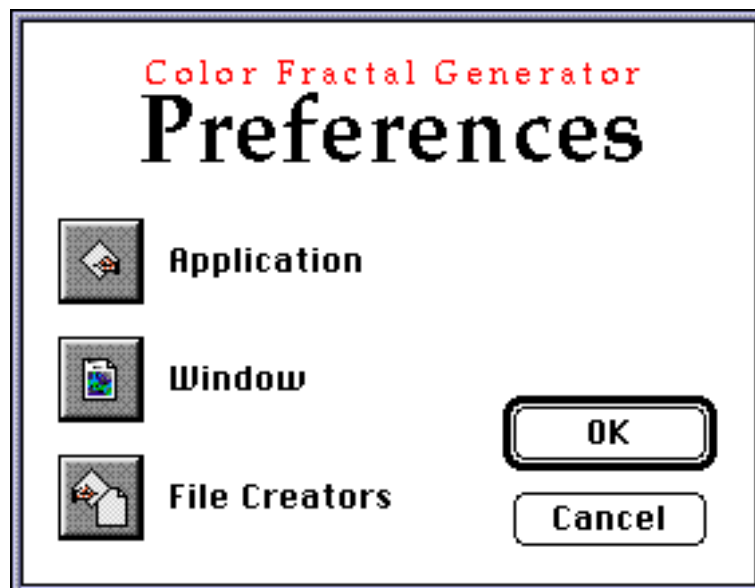 Color Fractal Generator
Preferences
Application
Window
File Creators
OK
Cancel